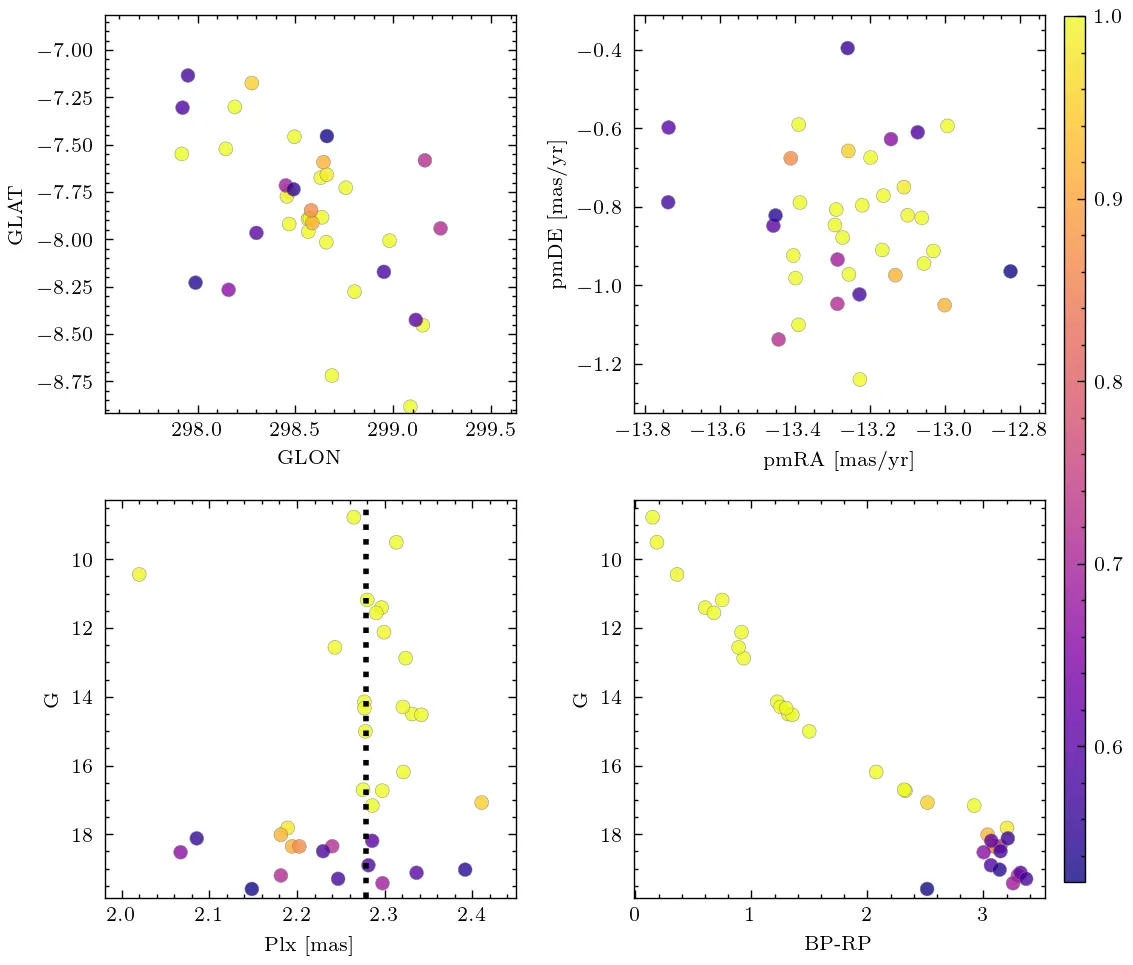 −7.00
−7.25
−7.50
−7.75
−8.00
−8.25
−8.50
−8.75
GLAT
298.0 298.5 299.0 299.5
GLON
−0.4
−0.6
−0.8
−1.0
−1.2
pmDE [mas/yr]
−13.8 −13.6 −13.4 −13.2 −13.0 −12.8
pmRA [mas/yr]
1.0
0.9
0.8
0.7
0.6
10
12
14
16
18
G
2.0 2.1 2.2 2.3 2.4
Plx [mas]
10
12
14
16
18
G
0 1 2 3
BP-RP